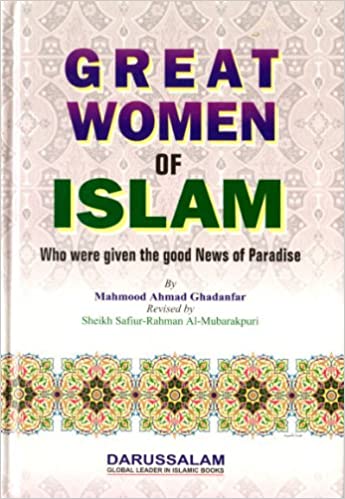 GREAT
WOMEN
OF
ISLAM
Who were given the good News of Paradise
By
Mahmood Ahmad Ghadanfar
Revised by
Sheikh Safiur-Rahman Al-Mubarakpuri
DARUSSALAM
GLOBAL LEADER IN ISLAMIC BOOKS